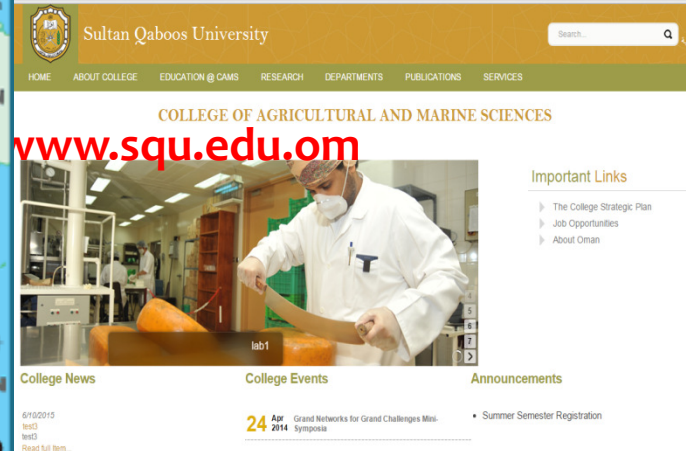 Sultan Qaboos University
Search...
HOME ABOUT COLLEGE EDUCATION @ CAMS RESEARCH DEPARTMENTS PUBLICATIONS SERVICES
COLLEGE OF AGRICULTURAL AND MARINE SCIENCES
www.squ.edu.om
Important Links
The College Strategic Plan
Job Opportunities
About Oman
4
5
6
7
lab1
College News
6/10/2015
test3
test3
Read full item...
College Events
24 Apr 2014 Grand Networks for Grand Challenges Mini-
Symposia
Announcements
Summer Semester Registration